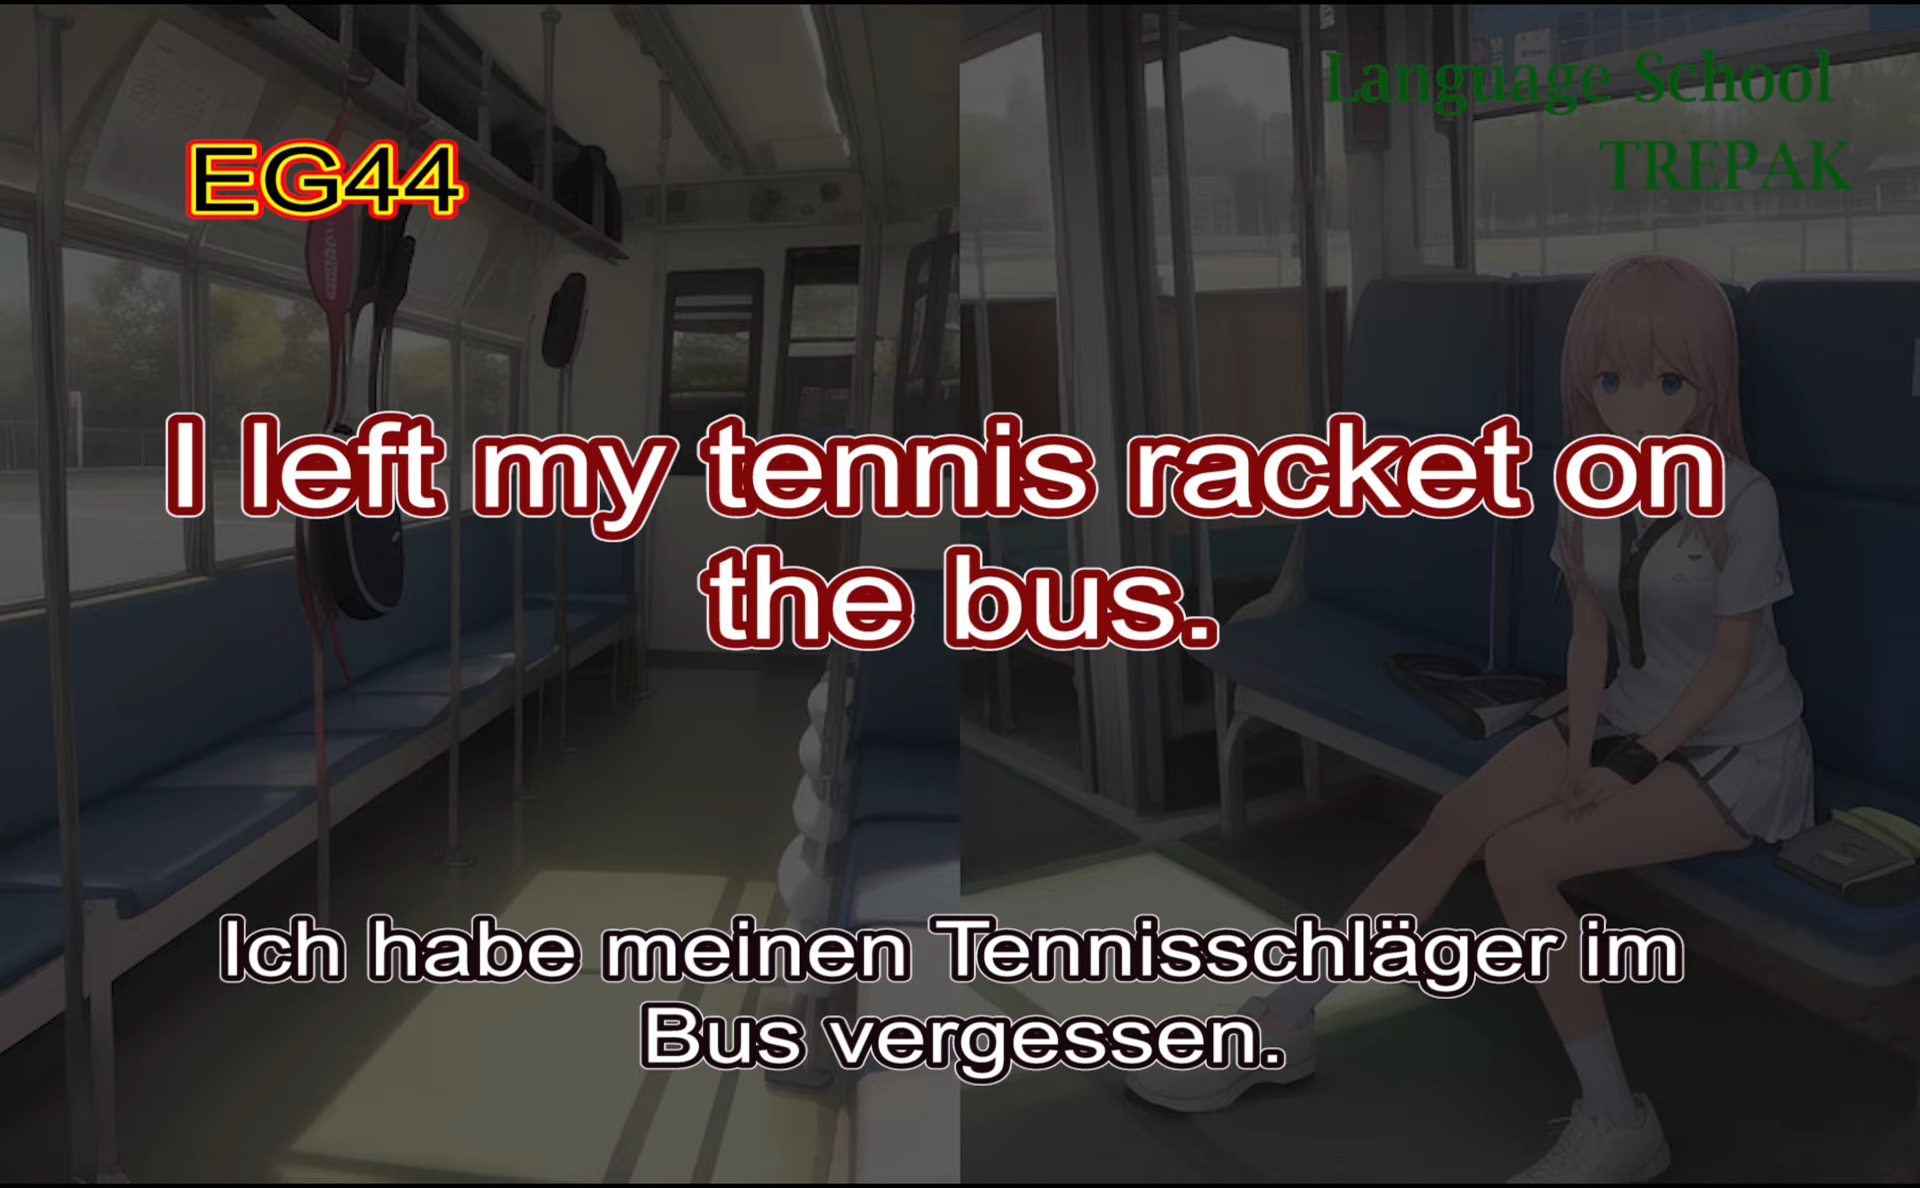 Language School
TREPAK
EG44
I left my tennis racket on
the bus.
Ich habe meinen Tennisschläger im
Bus vergessen.